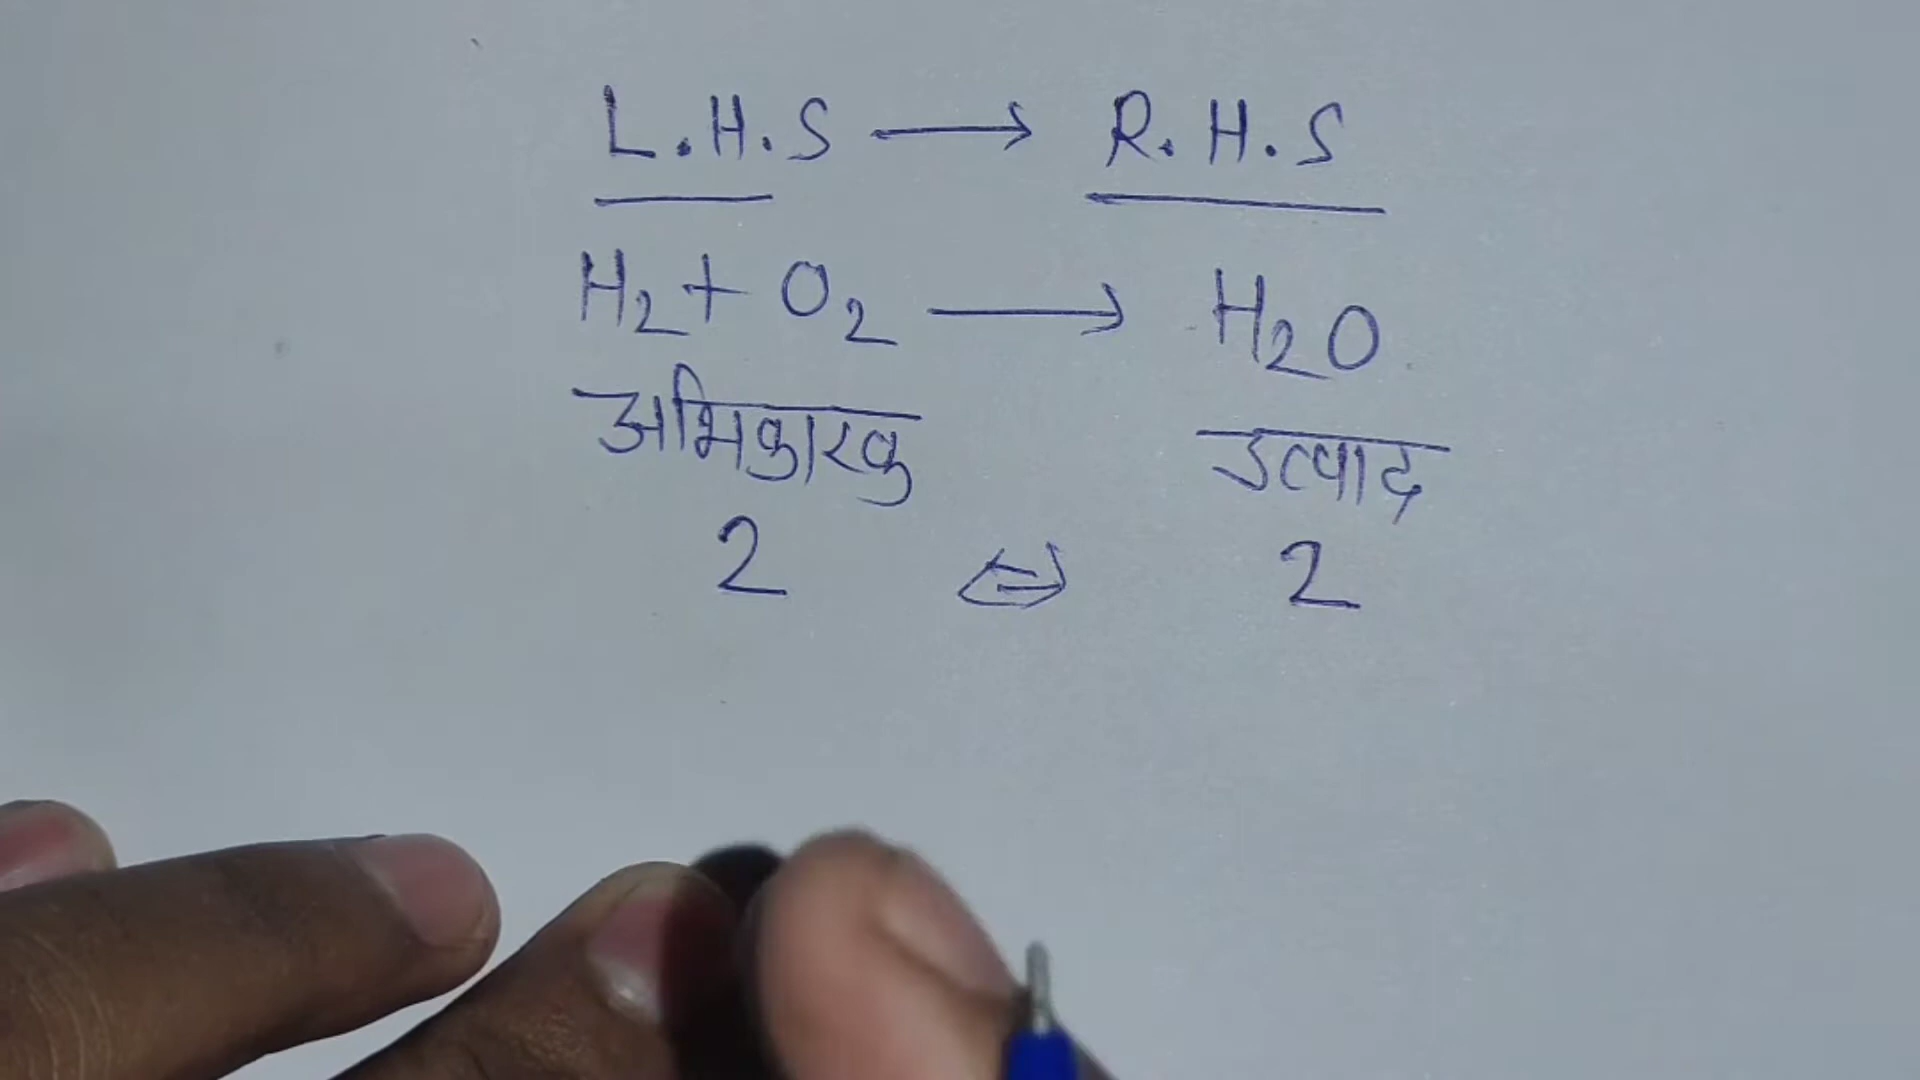 L.H.S → R.H.S
H₂ + O₂ → H₂O
अभिकारक उत्पाद
2 ⇔ 2